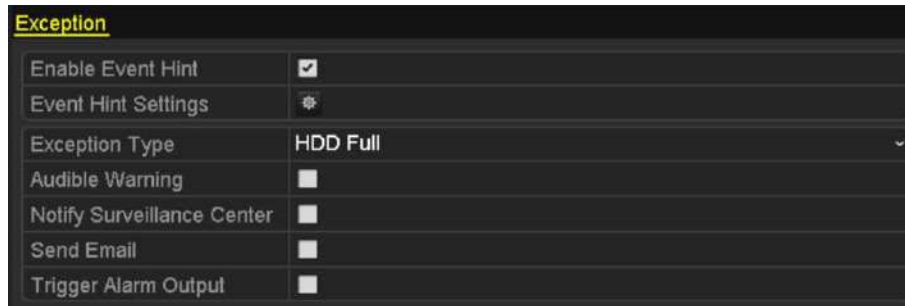 Exception
Enable Event Hint
Event Hint Settings
Exception Type HDD Full
Audible Warning
Notify Surveillance Center
Send Email
Trigger Alarm Output